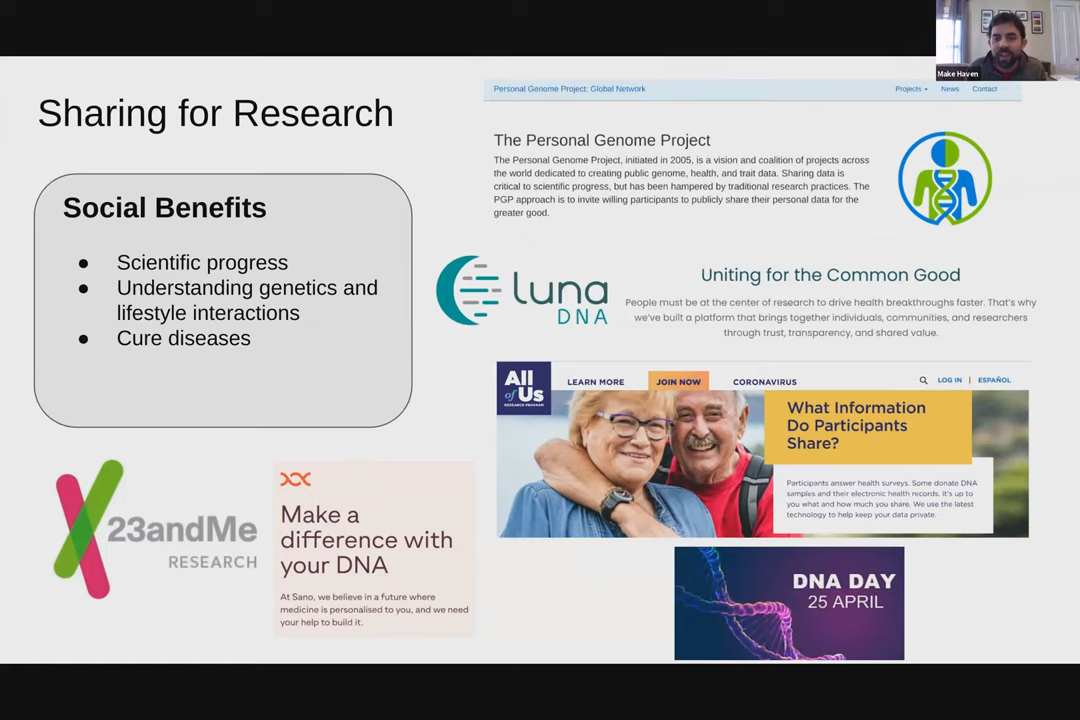 Make Haven
Sharing for Research
Social Benefits
● Scientific progress
● Understanding genetics and
lifestyle interactions
● Cure diseases
Personal Genome Project: Global Network
Projects
News
Contact
The Personal Genome Project
The Personal Genome Project, initiated in 2005, is a vision and coalition of projects across
the world dedicated to creating public genome, health, and trait data. Sharing data is
critical to scientific progress, but has been hampered by traditional research practices. The
PGP approach is to invite willing participants to publicly share their personal data for the
greater good.
luna
DNA
Uniting for the Common Good
People must be at the center of research to drive health breakthroughs faster. That's why
we've built a platform that brings together individuals, communities, and researchers
through trust, transparency, and shared value.
All
of Us
RESEARCH PROGRAM
LEARN MORE
JOIN NOW
CORONAVIRUS
LOG IN | ESPAÑOL
What Information
Do Participants
Share?
Participants answer health surveys. Some donate DNA
samples and their electronic health records. It's up to
you what and how much you share. We use the latest
technology to help keep your data private.
23andMe
RESEARCH
Make a
difference with
your DNA
At Sano, we believe in a future where
medicine is personalised to you, and we need
your help to build it.
DNA DAY
25 APRIL